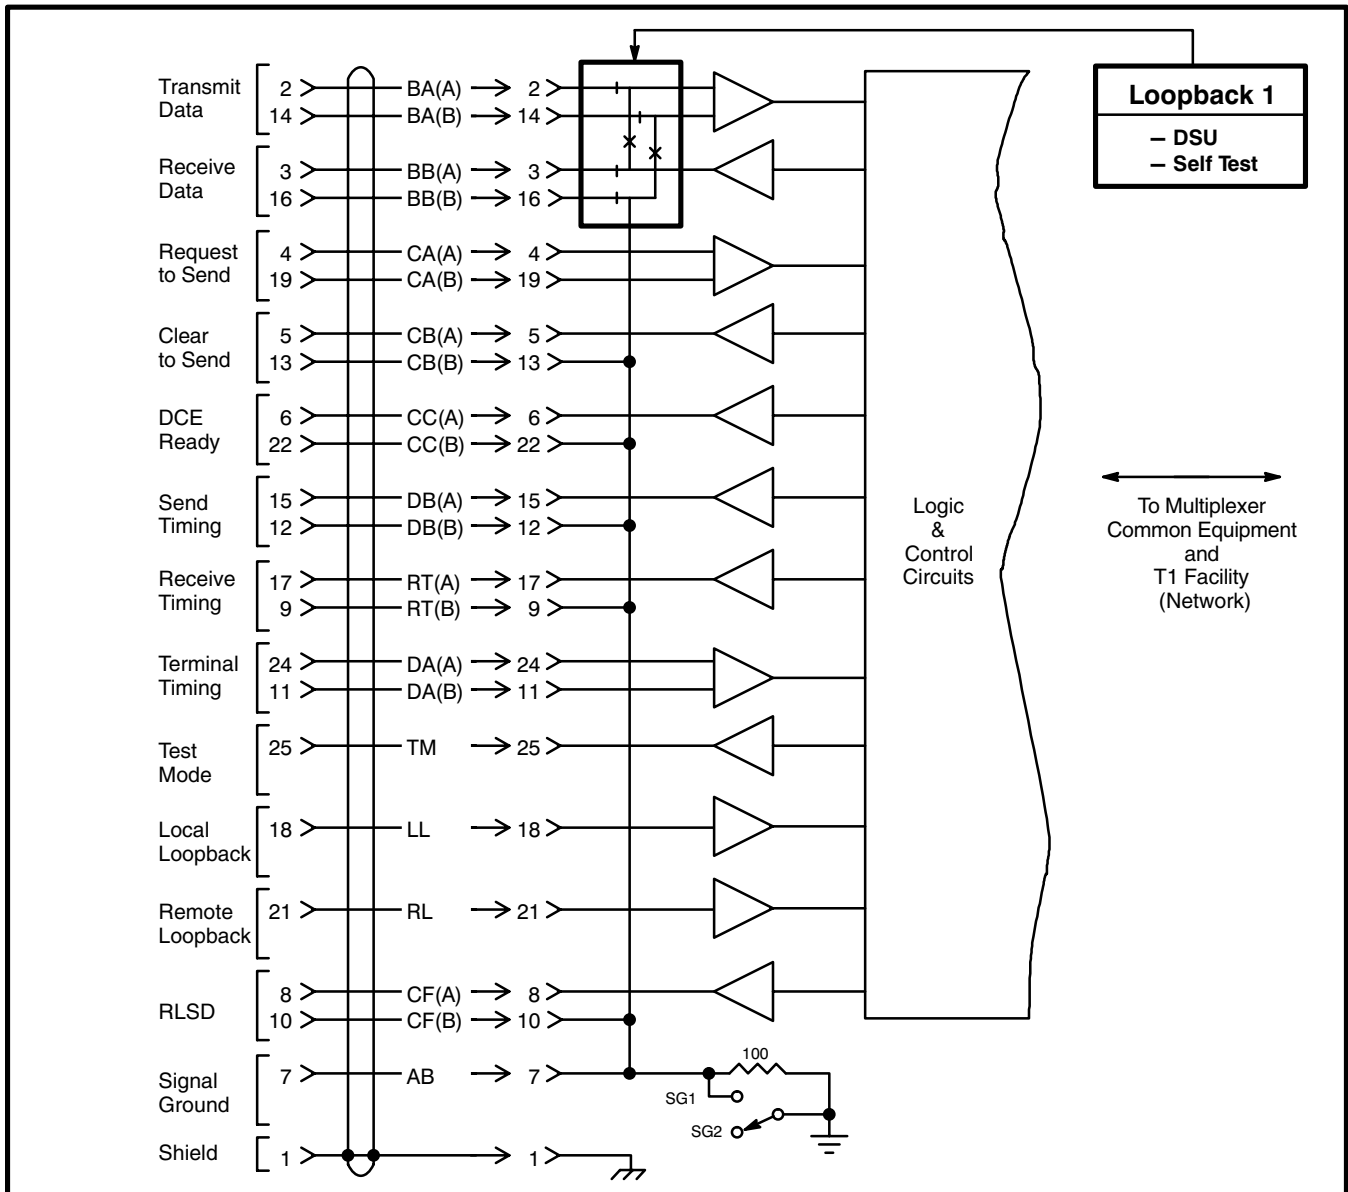 Loopback 1
– DSU
– Self Test
Transmit
Data
2 BA(A) 2
14 BA(B) 14
Receive
Data
3 BB(A) 3
16 BB(B) 16
Request
to Send
4 CA(A) 4
19 CA(B) 19
Clear
to Send
5 CB(A) 5
13 CB(B) 13
DCE
Ready
6 CC(A) 6
22 CC(B) 22
Send
Timing
15 DB(A) 15
12 DB(B) 12
Receive
Timing
17 RT(A) 17
9 RT(B) 9
Terminal
Timing
24 DA(A) 24
11 DA(B) 11
Test
Mode
25 TM 25
Local
Loopback
18 LL 18
Remote
Loopback
21 RL 21
RLSD
8 CF(A) 8
10 CF(B) 10
Signal
Ground
7 AB 7
Shield
1 1
Logic
&
Control
Circuits
To Multiplexer
Common Equipment
and
T1 Facility
(Network)
100
SG1
SG2